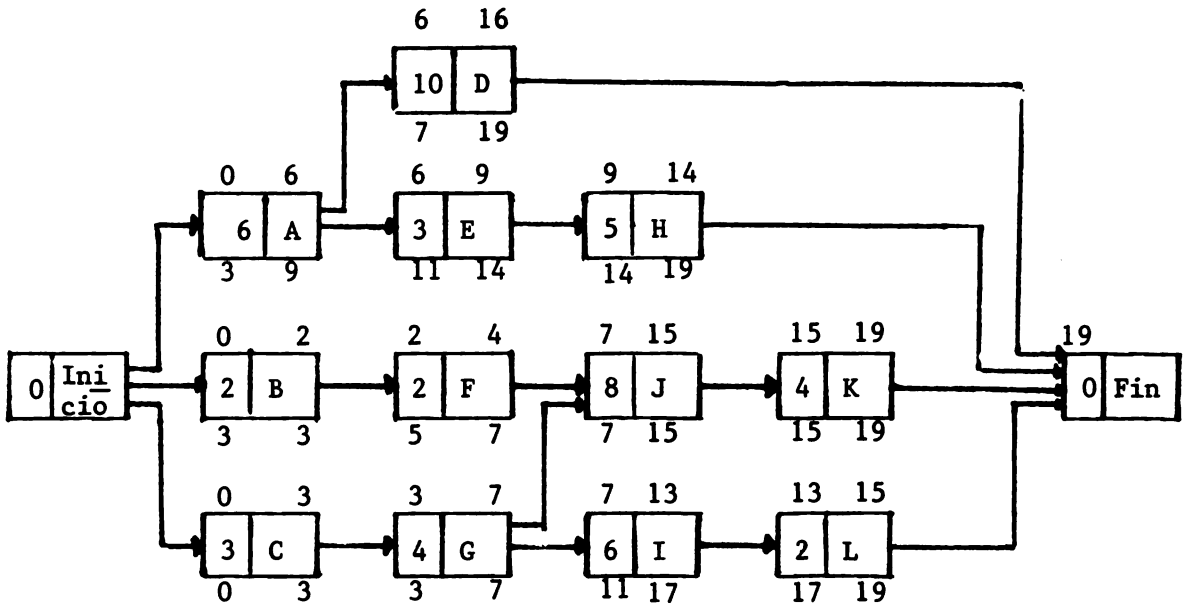 6 16
10 D
7 19
0 6 6 9 9 14
6 A 3 E 5 H
3 9 11 14 14 19
0 2 2 4 7 15 15 19 19
0 Ini
cio 2 B 2 F 8 J 4 K 0 Fin
3 3 5 7 7 15 15 19
0 3 3 7 7 13 13 15
3 C 4 G 6 I 2 L
0 3 3 7 11 17 17 19